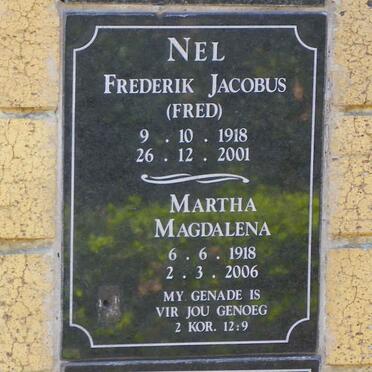 NEL
FREDERIK JACOBUS
(FRED)
9 . 10 . 1918
26 . 12 . 2001
MARTHA
MAGDALENA
6 . 6 . 1918
2 . 3 . 2006
MY GENADE IS
VIR JOU GENOEG
2 KOR. 12:9